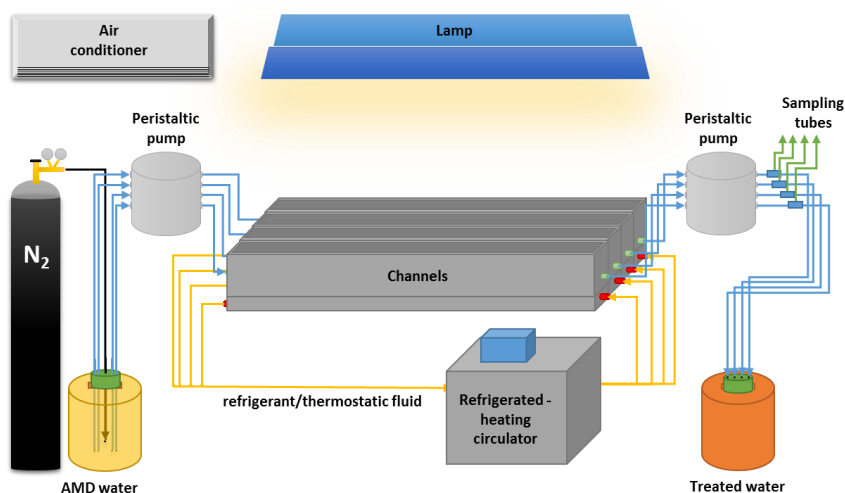 Air
conditioner
Lamp
Peristaltic
pump
Peristaltic
pump
Sampling
tubes
N2
Channels
refrigerant/thermostatic fluid
Refrigerated -
heating
circulator
AMD water
Treated water